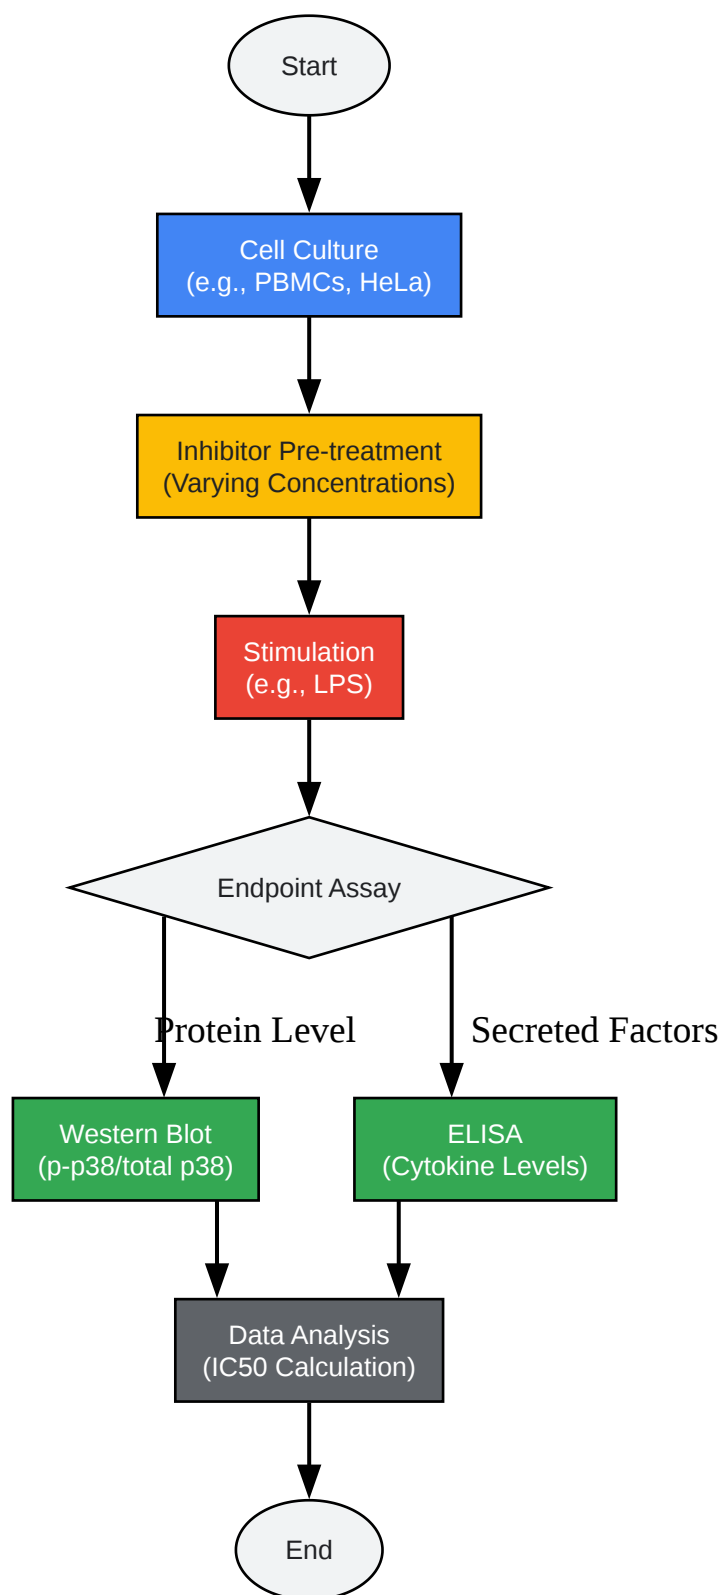 Start
Cell Culture
(e.g., PBMCs, HeLa)
Inhibitor Pre-treatment
(Varying Concentrations)
Stimulation
(e.g., LPS)
Endpoint Assay
Protein Level
Secreted Factors
Western Blot
(p-p38/total p38)
ELISA
(Cytokine Levels)
Data Analysis
(IC50 Calculation)
End